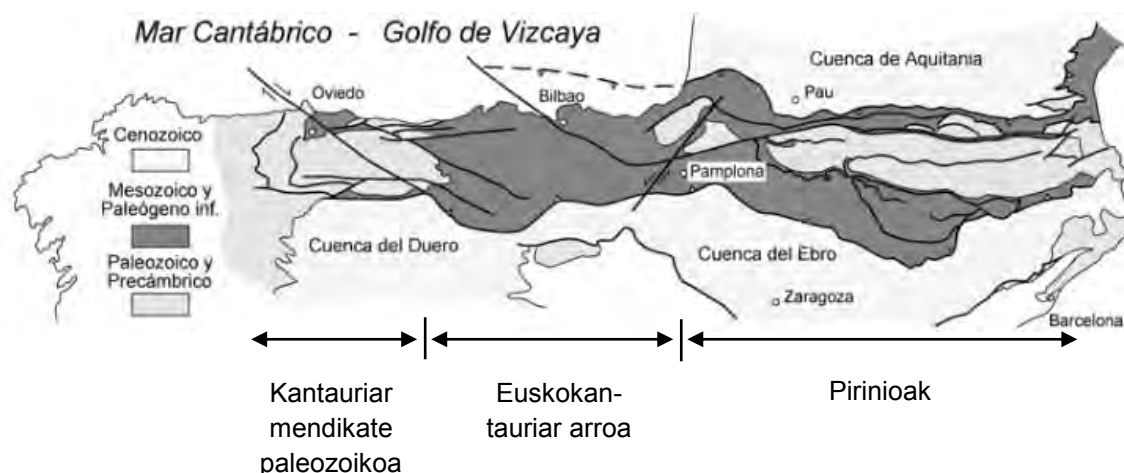 Mar Cantábrico - Golfo de Vizcaya
Cuenca de Aquitania
Oviedo
Bilbao
Pau
Cenozoico
Pamplona
Mesozoico y
Paleógeno inf.
Cuenca del Duero
Cuenca del Ebro
Paleozoico y
Precámbrico
Zaragoza
Barcelona
Kantauriar
mendikate
paleozoikoa
Euskokan-
tauriar arroa
Pirinioak